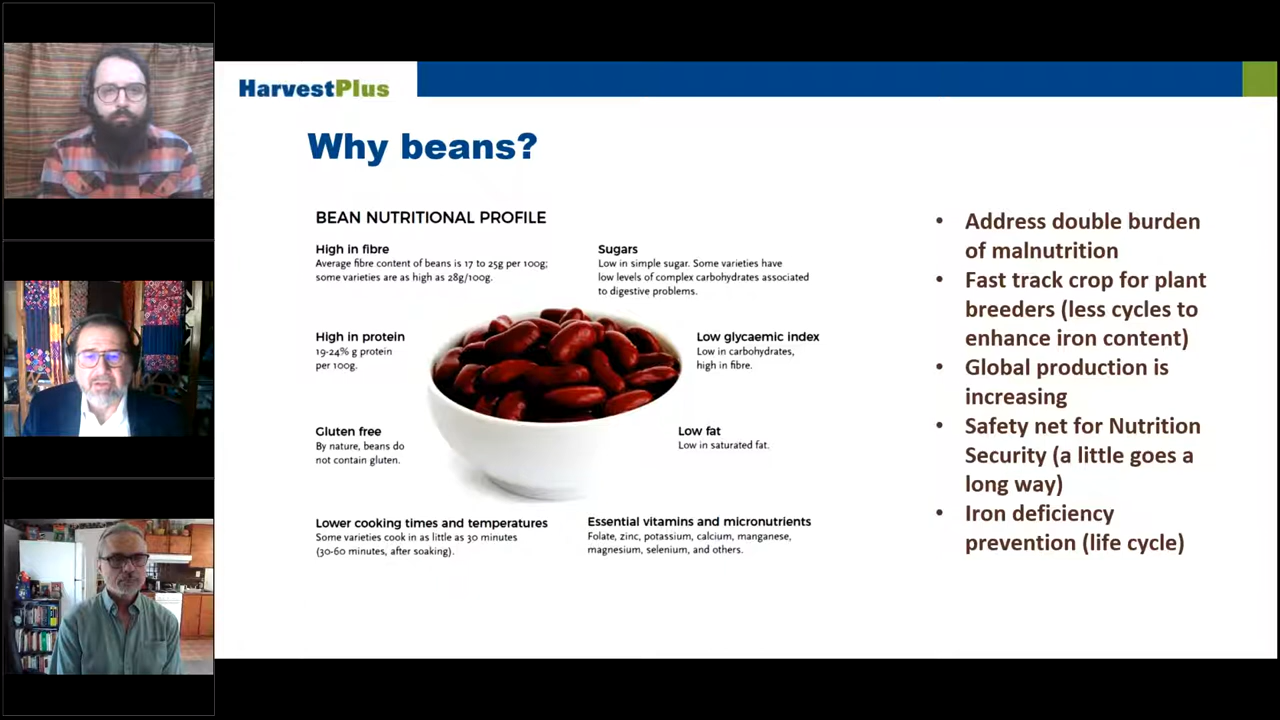 HarvestPlus
Why beans?
BEAN NUTRITIONAL PROFILE
High in fibre
Average fibre content of beans is 17 to 25g per 100g;
some varieties are as high as 28g/100g.
Sugars
Low in simple sugar. Some varieties have
low levels of complex carbohydrates associated
to digestive problems.
High in protein
19-24% g protein
per 100g.
Low glycaemic index
Low in carbohydrates,
high in fibre.
Gluten free
By nature, beans do
not contain gluten.
Low fat
Low in saturated fat.
Lower cooking times and temperatures
Some varieties cook in as little as 30 minutes
(30-60 minutes, after soaking).
Essential vitamins and micronutrients
Folate, zinc, potassium, calcium, manganese,
magnesium, selenium, and others.
• Address double burden
of malnutrition
• Fast track crop for plant
breeders (less cycles to
enhance iron content)
• Global production is
increasing
• Safety net for Nutrition
Security (a little goes a
long way)
• Iron deficiency
prevention (life cycle)